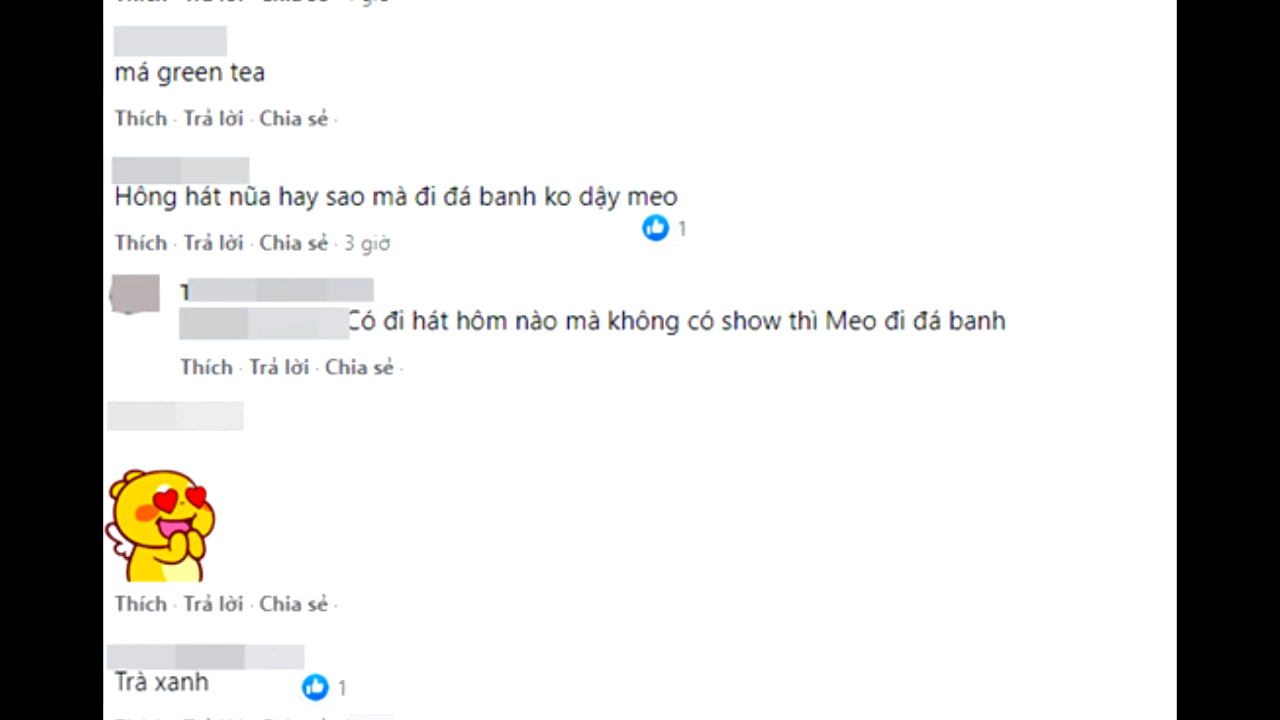 má green tea
Thích · Trả lời · Chia sẻ ·
Hông hát nũa hay sao mà đi đá banh ko dậy meo
1
Thích · Trả lời · Chia sẻ · 3 giờ
Có đi hát hôm nào mà không có show thì Meo đi đá banh
Thích · Trả lời · Chia sẻ ·
Thích · Trả lời · Chia sẻ ·
Trà xanh
1